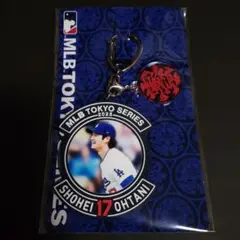 MLB TOKYO SERIES
MLB TOKYO SERIES
2025
SHOHEI 17 OHTANI